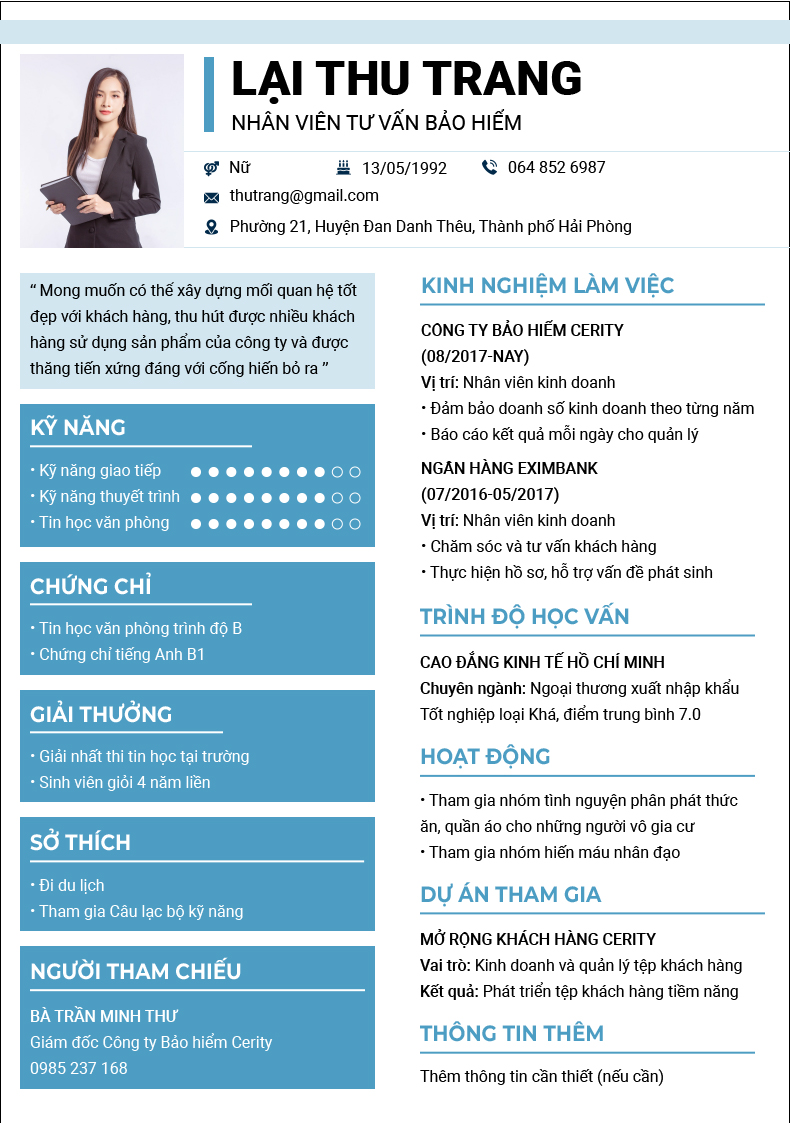 LẠI THU TRANG
NHÂN VIÊN TƯ VẤN BẢO HIỂM
Nữ
13/05/1992
064 852 6987
thutrang@gmail.com
Phường 21, Huyện Đan Danh Thêu, Thành phố Hải Phòng
“ Mong muốn có thể xây dựng mối quan hệ tốt
đẹp với khách hàng, thu hút được nhiều khách
hàng sử dụng sản phẩm của công ty và được
thăng tiến xứng đáng với cống hiến bỏ ra ”
KỸ NĂNG
• Kỹ năng giao tiếp
• Kỹ năng thuyết trình
• Tin học văn phòng
CHỨNG CHỈ
• Tin học văn phòng trình độ B
• Chứng chỉ tiếng Anh B1
GIẢI THƯỞNG
• Giải nhất thi tin học tại trường
• Sinh viên giỏi 4 năm liền
SỞ THÍCH
• Đi du lịch
• Tham gia Câu lạc bộ kỹ năng
NGƯỜI THAM CHIẾU
BÀ TRẦN MINH THƯ
Giám đốc Công ty Bảo hiểm Cerity
0985 237 168
KINH NGHIỆM LÀM VIỆC
CÔNG TY BẢO HIỂM CERITY
(08/2017-NAY)
Vị trí: Nhân viên kinh doanh
• Đảm bảo doanh số kinh doanh theo từng năm
• Báo cáo kết quả mỗi ngày cho quản lý
NGÂN HÀNG EXIMBANK
(07/2016-05/2017)
Vị trí: Nhân viên kinh doanh
• Chăm sóc và tư vấn khách hàng
• Thực hiện hồ sơ, hỗ trợ vấn đề phát sinh
TRÌNH ĐỘ HỌC VẤN
CAO ĐẲNG KINH TẾ HỒ CHÍ MINH
Chuyên ngành: Ngoại thương xuất nhập khẩu
Tốt nghiệp loại Khá, điểm trung bình 7.0
HOẠT ĐỘNG
• Tham gia nhóm tình nguyện phân phát thức
ăn, quần áo cho những người vô gia cư
• Tham gia nhóm hiến máu nhân đạo
DỰ ÁN THAM GIA
MỞ RỘNG KHÁCH HÀNG CERITY
Vai trò: Kinh doanh và quản lý tệp khách hàng
Kết quả: Phát triển tệp khách hàng tiềm năng
THÔNG TIN THÊM
Thêm thông tin cần thiết (nếu cần)